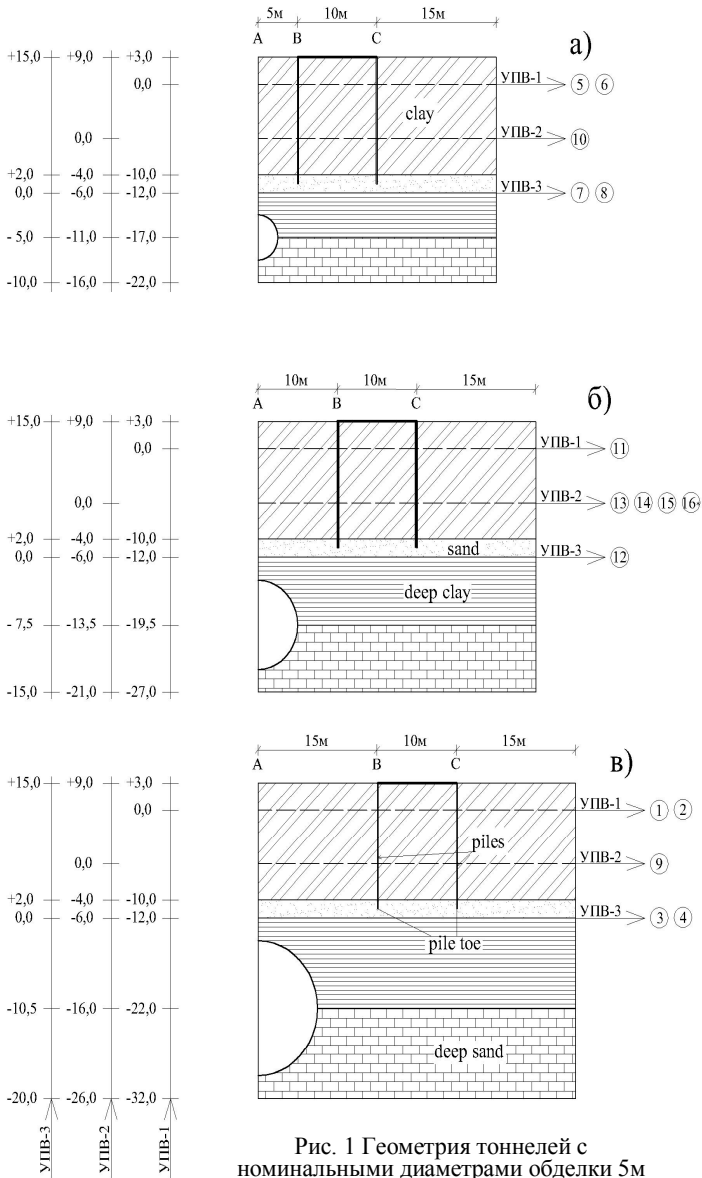 5м 10м 15м
A B C
а)
+15,0 +9,0 +3,0
0,0
0,0
+2,0 -4,0 -10,0
0,0 -6,0 -12,0
- 5,0 -11,0 -17,0
-10,0 -16,0 -22,0
УПВ-1 5 6
clay
УПВ-2 10
УПВ-3 7 8
10м 10м 15м
A B C
б)
+15,0 +9,0 +3,0
0,0
0,0
+2,0 -4,0 -10,0
0,0 -6,0 -12,0
- 7,5 -13,5 -19,5
-15,0 -21,0 -27,0
УПВ-1 11
УПВ-2 13 14 15 16
sand
УПВ-3 12
deep clay
15м 10м 15м
A B C
в)
+15,0 +9,0 +3,0
0,0
0,0
+2,0 -4,0 -10,0
0,0 -6,0 -12,0
-10,5 -16,0 -22,0
-20,0 -26,0 -32,0
УПВ-3 УПВ-2 УПВ-1
УПВ-1 1 2
piles
УПВ-2 9
УПВ-3 3 4
pile toe
deep sand
Рис. 1 Геометрия тоннелей с
номинальными диаметрами обделки 5м